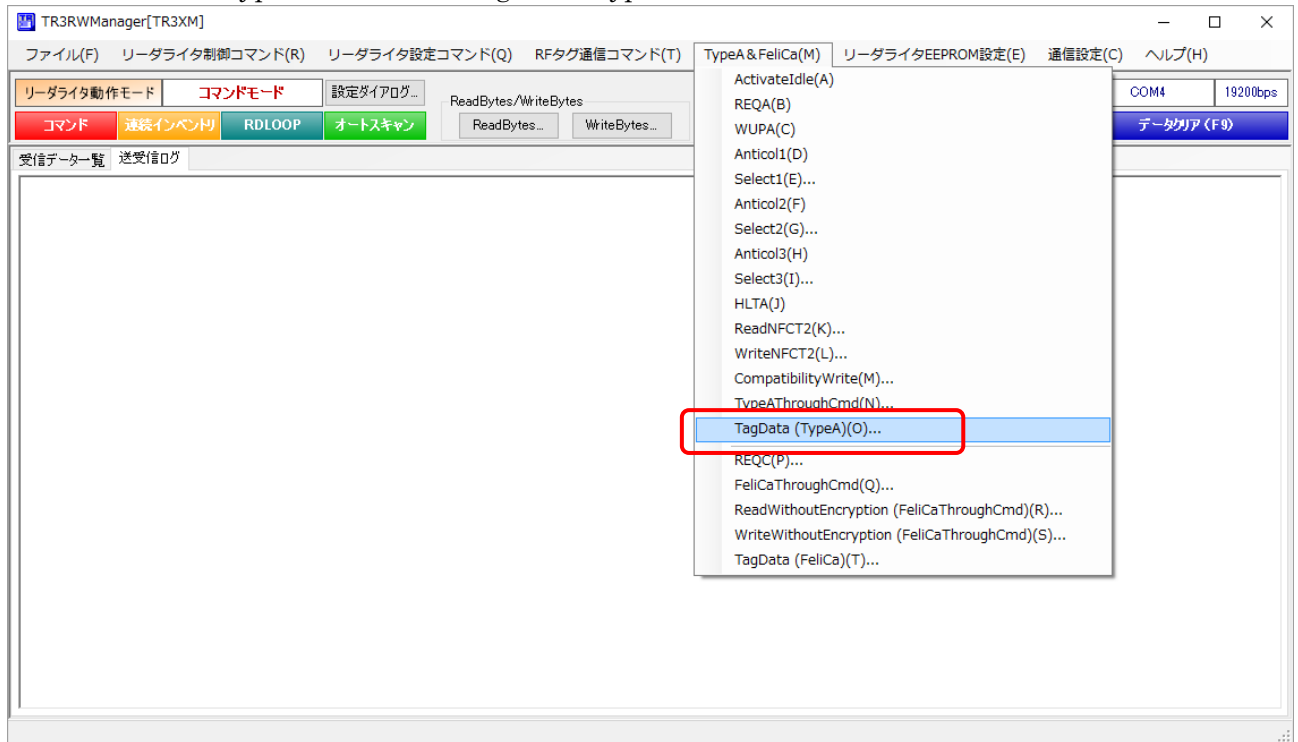 TR3RWManager[TR3XM]
ファイル(F) リーダライタ制御コマンド(R) リーダライタ設定コマンド(Q) RFタグ通信コマンド(T) TypeA&FeliCa(M) リーダライタEEPROM設定(E) 通信設定(C) ヘルプ(H)
リーダライタ動作モード コマンドモード 設定ダイアログ... ReadBytes/WriteBytes COM4 19200bps
コマンド 連続インベントリ RDLOOP オートスキャン ReadBytes... WriteBytes... データクリア(F9)
受信データ一覧 送受信ログ
ActivateIdle(A)
REQA(B)
WUPA(C)
Anticol1(D)
Select1(E)...
Anticol2(F)
Select2(G)...
Anticol3(H)
Select3(I)...
HLTA(J)
ReadNFCT2(K)...
WriteNFCT2(L)...
CompatibilityWrite(M)...
TypeAThroughCmd(N)...
TagData (TypeA)(O)...
REQC(P)...
FeliCaThroughCmd(Q)...
ReadWithoutEncryption (FeliCaThroughCmd)(R)...
WriteWithoutEncryption (FeliCaThroughCmd)(S)...
TagData (FeliCa)(T)...